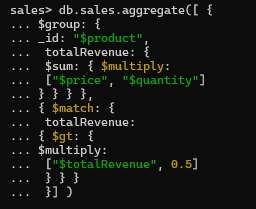 sales> db.sales.aggregate([ {
... $group: {
... _id: "$product",
...  totalRevenue: {
...  $sum: { $multiply:
...  ["$price", "$quantity"]
... } } } },
... { $match: {
...  totalRevenue:
... { $gt: {
... $multiply:
...  ["$totalRevenue", 0.5]
...  } } }
...  }] )